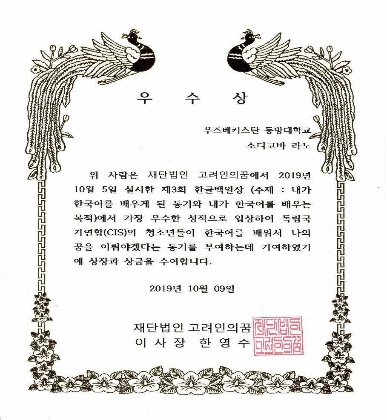 우 수 상
우즈베키스탄 동방대학교
소디코바 라노
위 사람은 재단법인 고려인의꿈에서 2019년
10월 5일 실시한 제3회 한글백일상 (주제 : 내가
한국어를 배우게 된 동기와 내가 한국어를 배우는
목적)에서 가장 우수한 성적으로 입상하여 독립국
가연합(CIS)의 청소년들이 한국어를 배워서 나의
꿈을 이뤄야겠다는 동기를 부여하는데 기여하였기
에 상장과 상금을 수여합니다.
2019년 10월 09일
재단법인 고려인의꿈
이 사 장 한 영 수